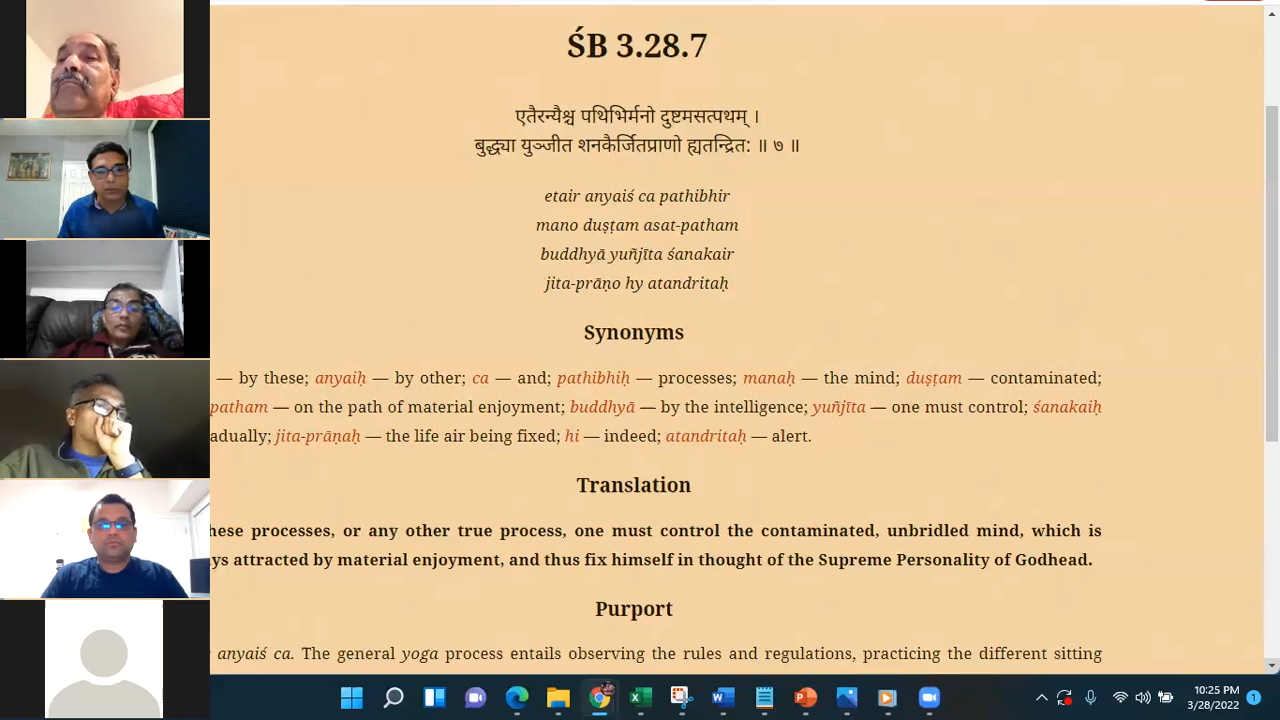 ŚB 3.28.7
एतैरन्यैश्च पथिभिर्मनो दुष्टमसत्पथम् ।
बुद्ध्या युञ्जीत शनकैर्जितप्राणो ह्यतन्द्रित: ॥ ७ ॥
etair anyaiś ca pathibhir
mano duṣṭam asat-patham
buddhyā yuñjīta śanakair
jita-prāṇo hy atandritaḥ
Synonyms
— by these; anyaiḥ — by other; ca — and; pathibhiḥ — processes; manaḥ — the mind; duṣṭam — contaminated;
patham — on the path of material enjoyment; buddhyā — by the intelligence; yuñjīta — one must control; śanakaiḥ
adually; jita-prāṇaḥ — the life air being fixed; hi — indeed; atandritaḥ — alert.
Translation
hese processes, or any other true process, one must control the contaminated, unbridled mind, which is
ys attracted by material enjoyment, and thus fix himself in thought of the Supreme Personality of Godhead.
Purport
anyaiś ca. The general yoga process entails observing the rules and regulations, practicing the different sitting
10:25 PM
3/28/2022
1